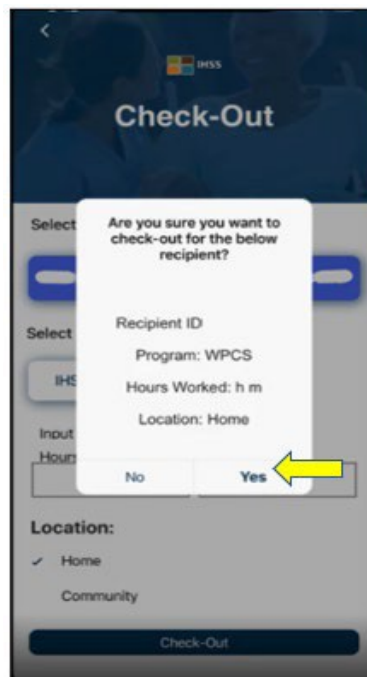 IHSS
Check-Out
Select
Are you sure you want to
check-out for the below
recipient?
Recipient ID
Program: WPCS
Hours Worked: h m
Location: Home
No
Yes
Select
IHS
Input
Hours
Location:
Home
Community
Check-Out